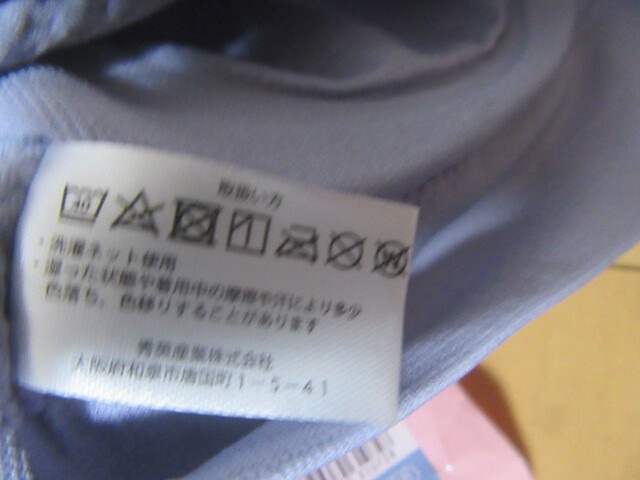 取扱い方
40
・洗濯ネット使用
・湿った状態や着用中の摩擦や汗により多少
色落ち、色移りすることがあります
秀英産業株式会社
大阪府和泉市唐国町1-5-41